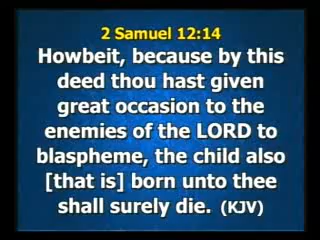 2 Samuel 12:14
Howbeit, because by this
deed thou hast given
great occasion to the
enemies of the LORD to
blaspheme, the child also
[that is] born unto thee
shall surely die. (KJV)